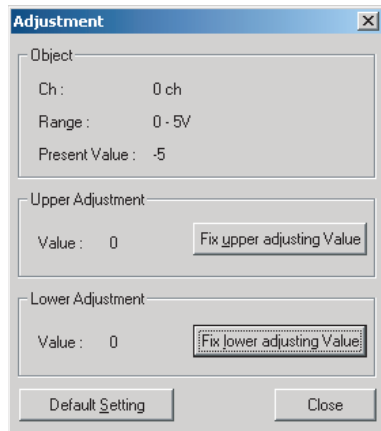 Adjustment
Object
Ch : 0 ch
Range : 0 - 5V
Present Value : -5
Upper Adjustment
Value : 0 Fix upper adjusting Value
Lower Adjustment
Value : 0 Fix lower adjusting Value
Default Setting Close